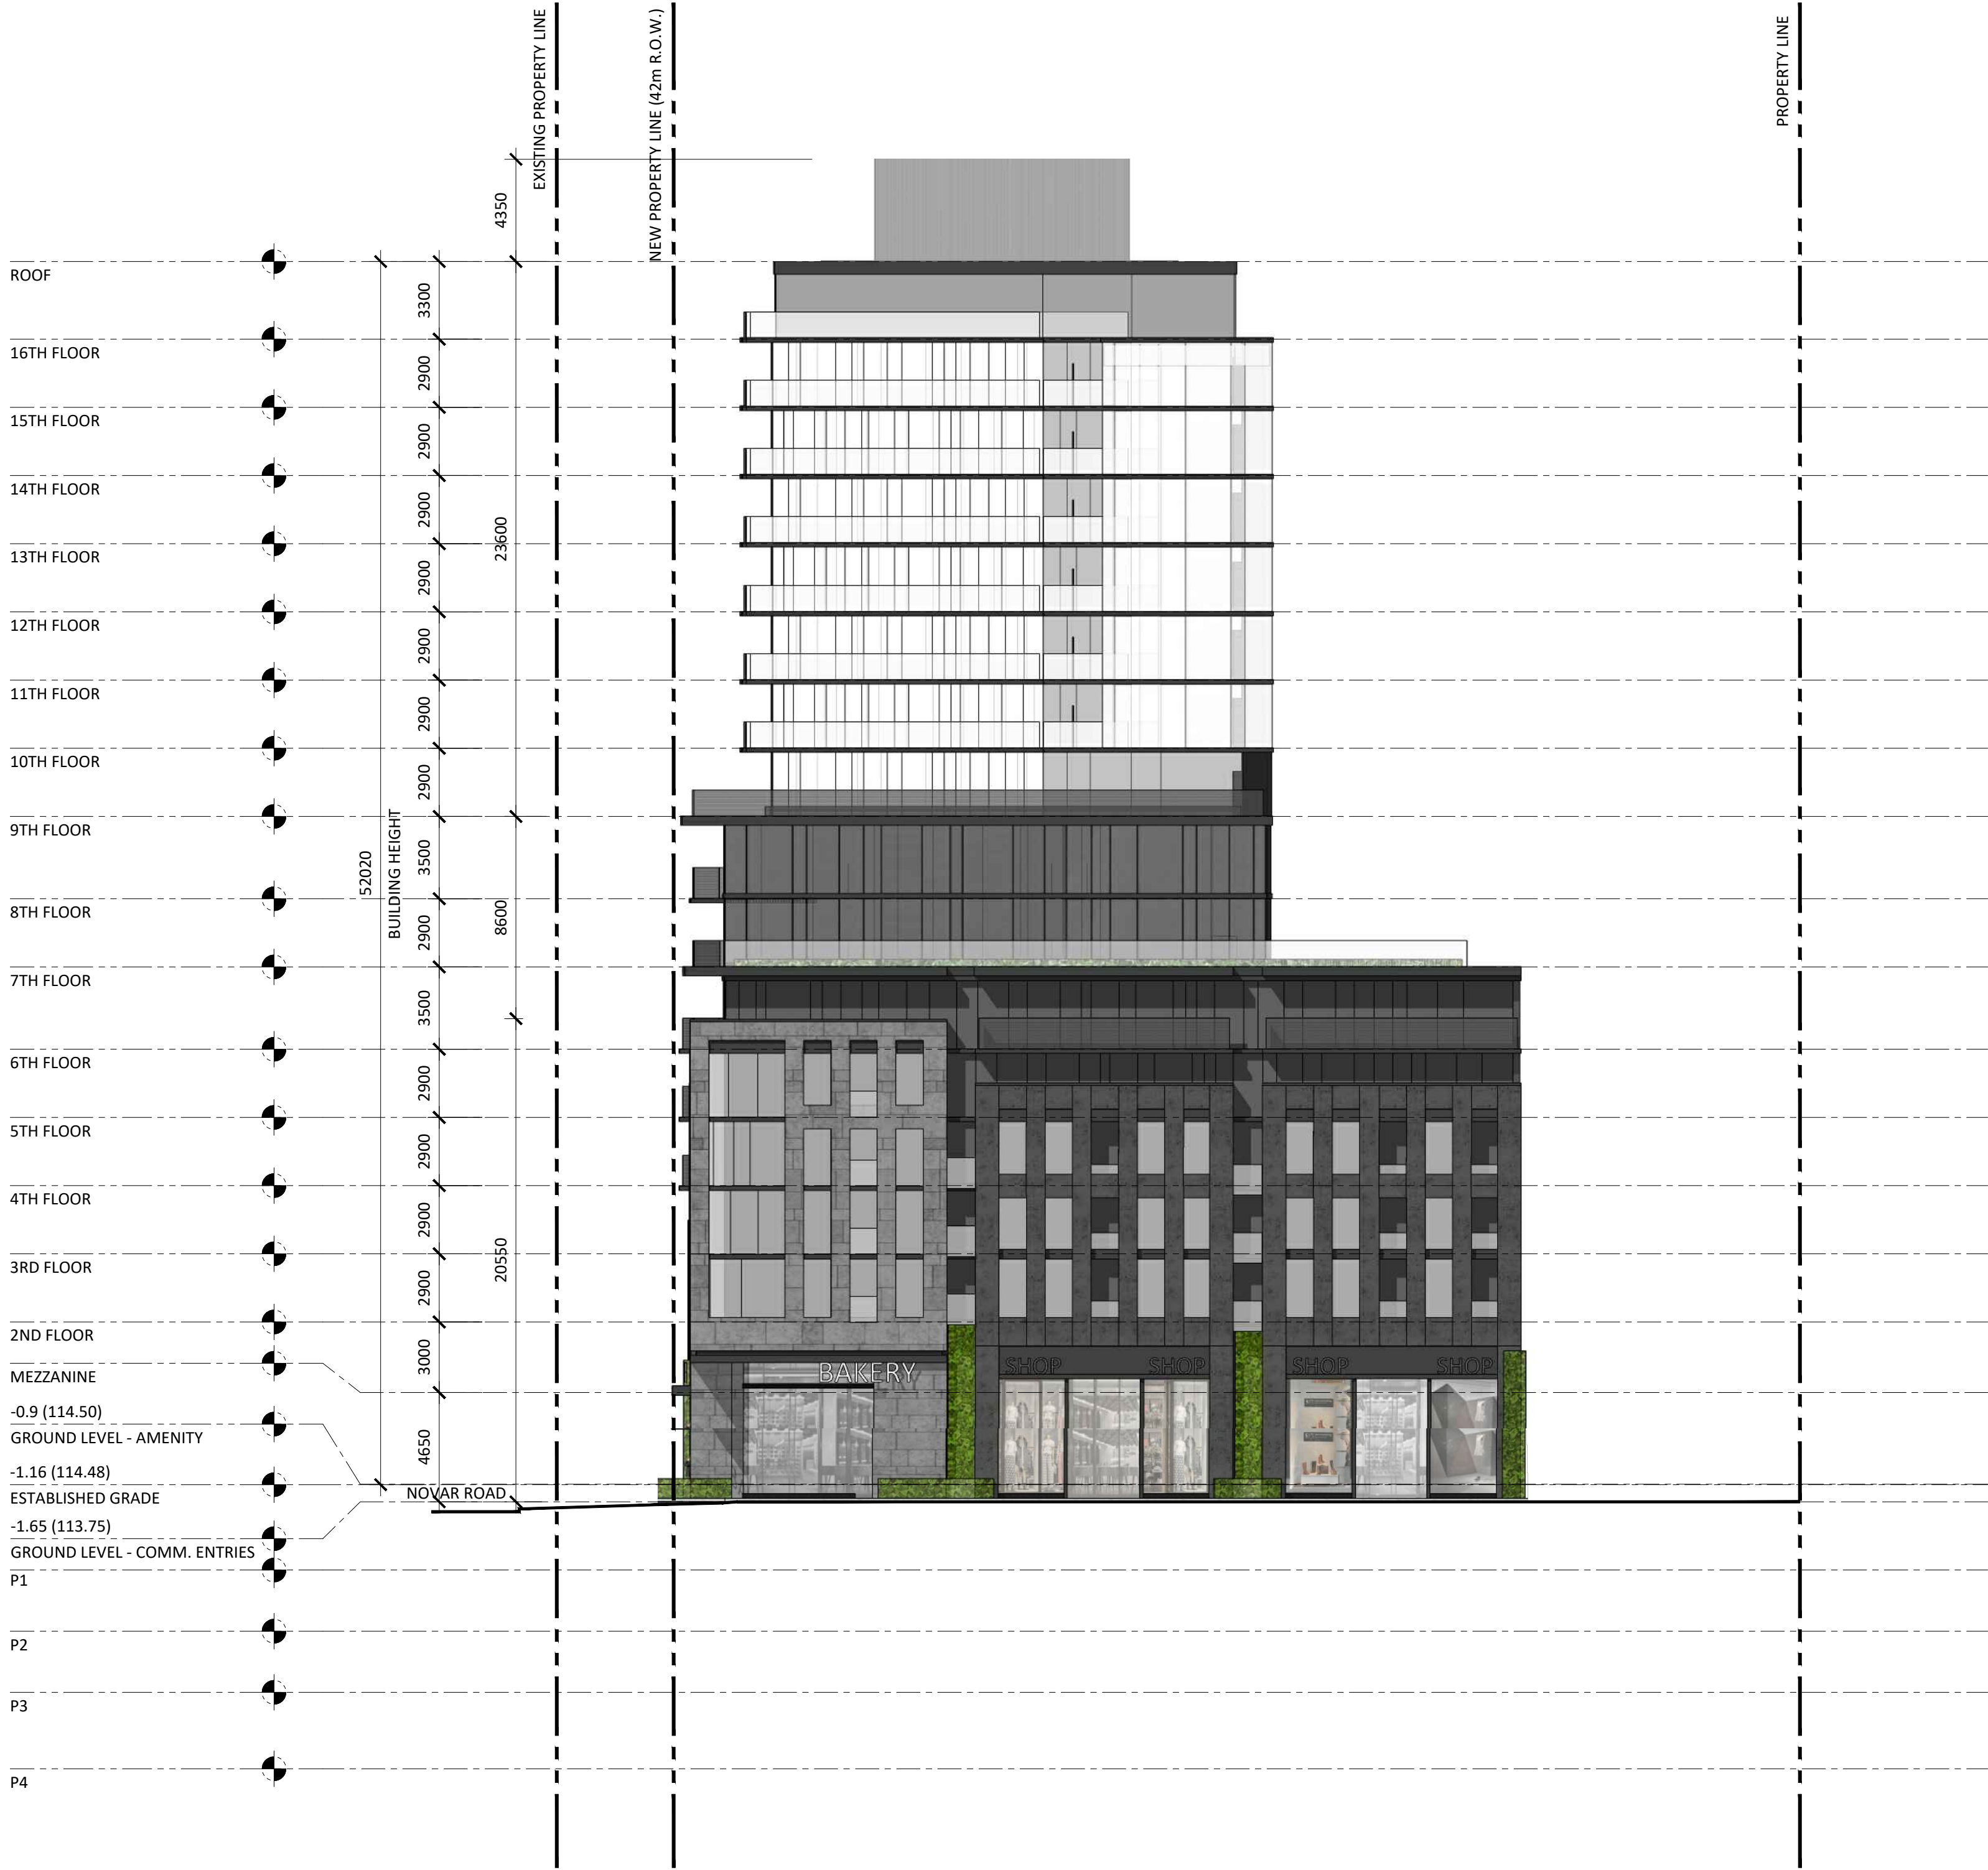 EXISTING PROPERTY LINE
NEW PROPERTY LINE (42m R.O.W.)
PROPERTY LINE
4350
ROOF
3300
16TH FLOOR
2900
15TH FLOOR
2900
14TH FLOOR
2900
23600
13TH FLOOR
2900
12TH FLOOR
2900
11TH FLOOR
2900
10TH FLOOR
2900
9TH FLOOR
52020
BUILDING HEIGHT
3500
8TH FLOOR
2900
8600
7TH FLOOR
3500
6TH FLOOR
2900
5TH FLOOR
2900
4TH FLOOR
2900
20550
3RD FLOOR
2900
2ND FLOOR
3000
MEZZANINE
BAKERY
SHOP
SHOP
SHOP
SHOP
-0.9 (114.50)
GROUND LEVEL - AMENITY
4650
-1.16 (114.48)
ESTABLISHED GRADE
NOVAR ROAD
-1.65 (113.75)
GROUND LEVEL - COMM. ENTRIES
P1
P2
P3
P4